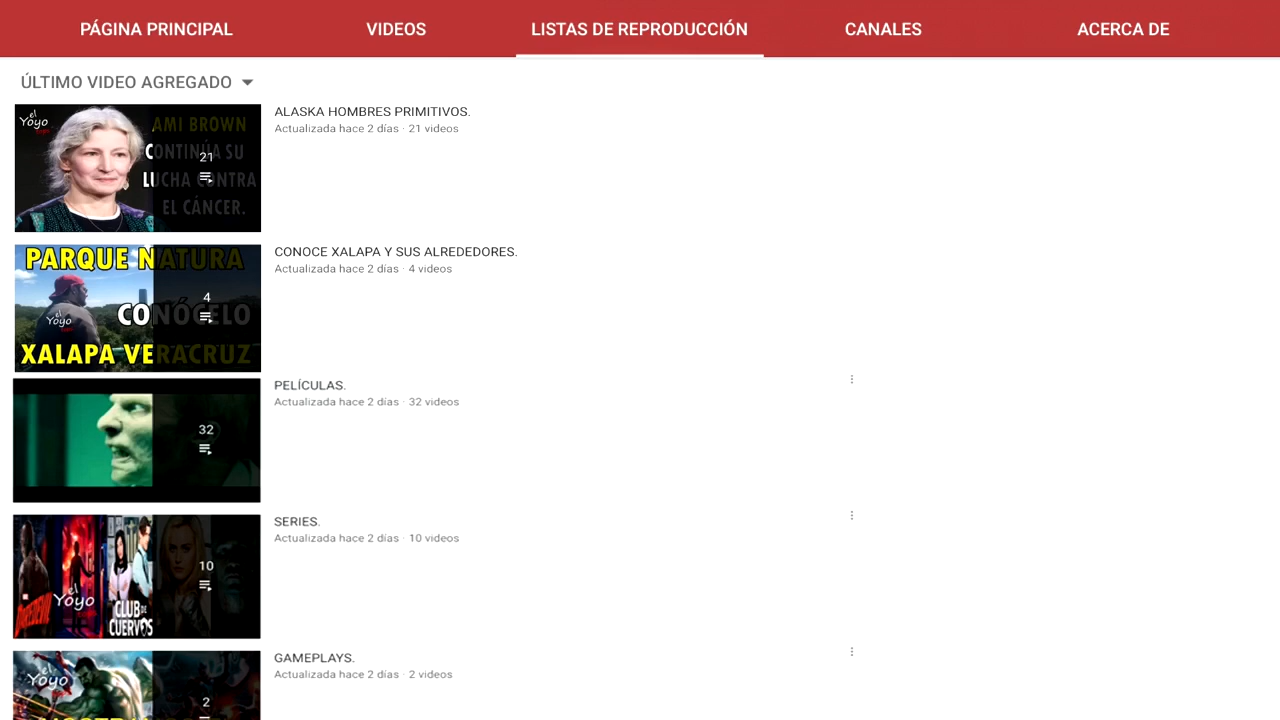 PÁGINA PRINCIPAL VIDEOS LISTAS DE REPRODUCCIÓN CANALES ACERCA DE
ÚLTIMO VIDEO AGREGADO
el
Yoyo
AMI BROWN
CONTINÚA SU
LUCHA CONTRA
EL CÁNCER.
21
ALASKA HOMBRES PRIMITIVOS.
Actualizada hace 2 días · 21 videos
PARQUE NATURA
CONÓCELO
el
Yoyo
XALAPA VERACRUZ
4
CONOCE XALAPA Y SUS ALREDEDORES.
Actualizada hace 2 días · 4 videos
32
PELÍCULAS.
Actualizada hace 2 días · 32 videos
DAREDEVIL
el
Yoyo
CLUB DE
CUERVOS
10
SERIES.
Actualizada hace 2 días · 10 videos
el
Yoyo
2
GAMEPLAYS.
Actualizada hace 2 días · 2 videos